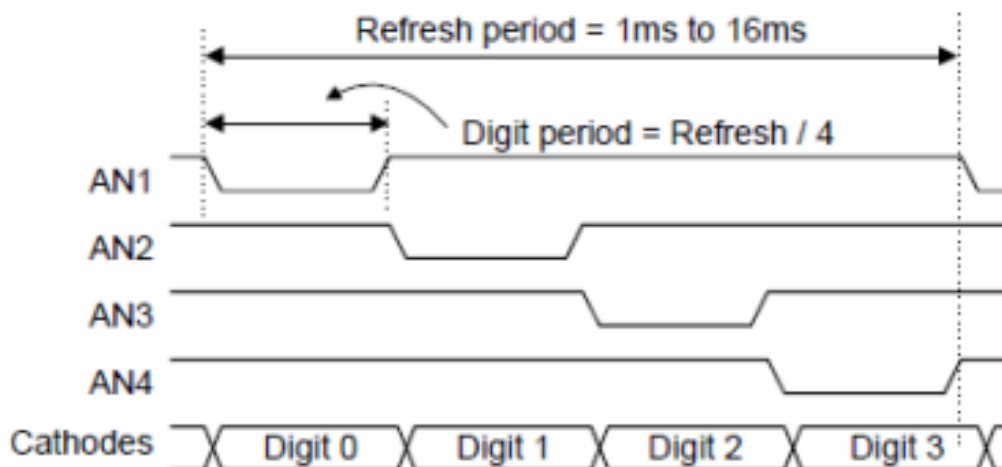 Refresh period = 1ms to 16ms
Digit period = Refresh / 4
AN1
AN2
AN3
AN4
Cathodes Digit 0 Digit 1 Digit 2 Digit 3